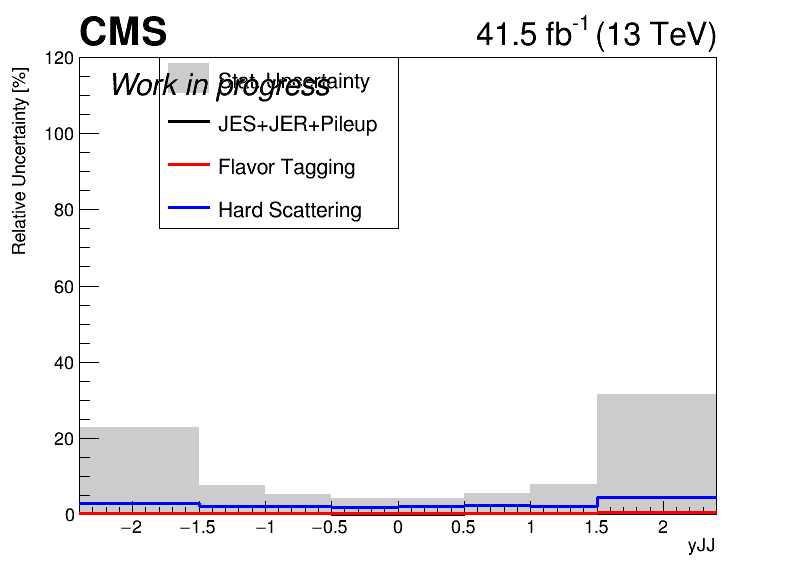 CMS
41.5 fb-1 (13 TeV)
Work in progress
Stat. Uncertainty
JES+JER+Pileup
Flavor Tagging
Hard Scattering
Relative Uncertainty [%]
120
100
80
60
40
20
0
−2 −1.5 −1 −0.5 0 0.5 1 1.5 2
yJJ